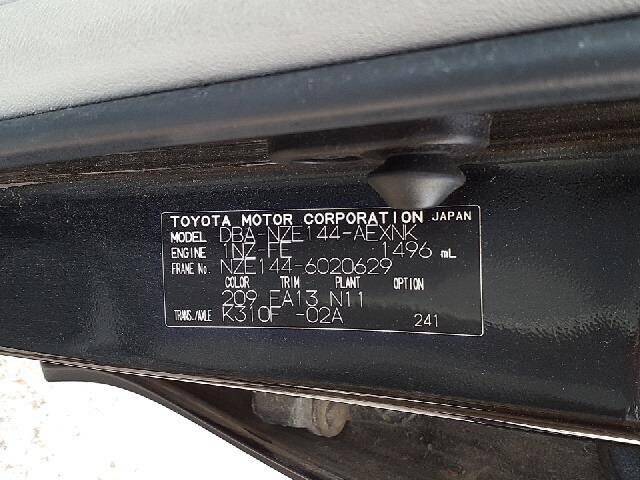 TOYOTA MOTOR CORPORATION JAPAN
MODEL DBA-NZE144-AEXNK
ENGINE 1NZ-FE 1496 mL
FRAME No. NZE144-6020629
COLOR TRIM PLANT OPTION
209 EA13 N11
TRANS./AXLE K310F -02A 241